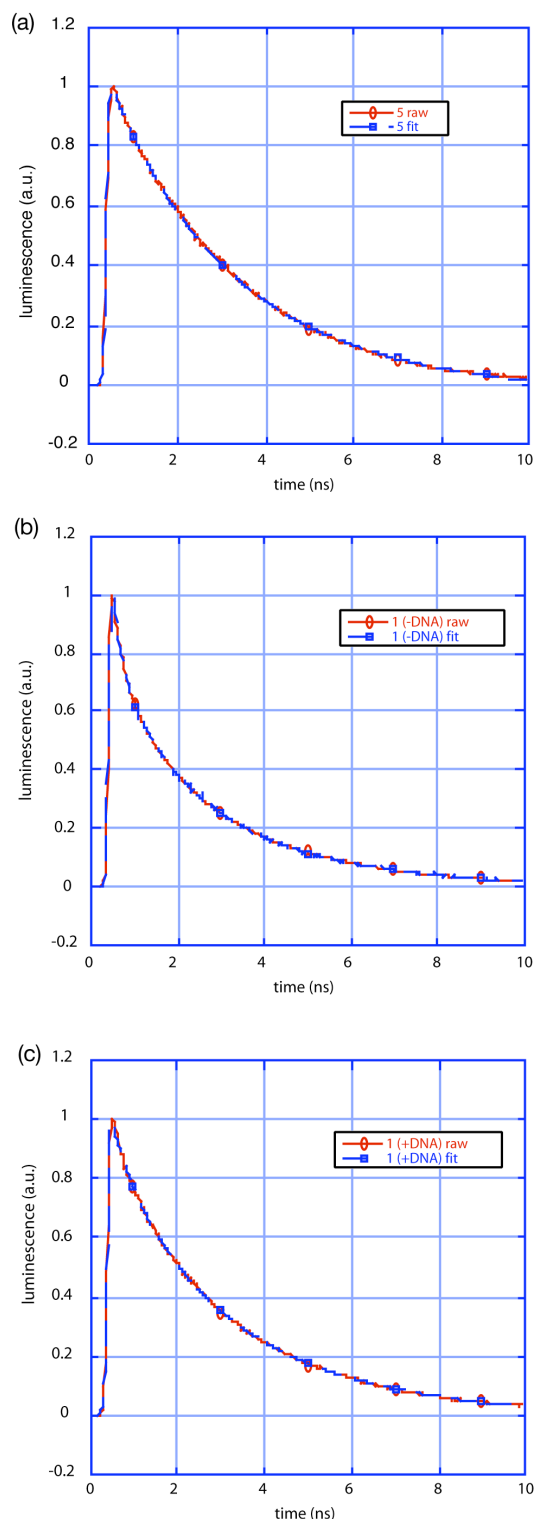 (a)
1.2
1
0.8
0.6
0.4
0.2
0
-0.2
luminescence (a.u.)
5 raw
5 fit
0 2 4 6 8 10
time (ns)
(b)
1.2
1
0.8
0.6
0.4
0.2
0
-0.2
luminescence (a.u.)
1 (-DNA) raw
1 (-DNA) fit
0 2 4 6 8 10
time (ns)
(c)
1.2
1
0.8
0.6
0.4
0.2
0
-0.2
luminescence (a.u.)
1 (+DNA) raw
1 (+DNA) fit
0 2 4 6 8 10
time (ns)